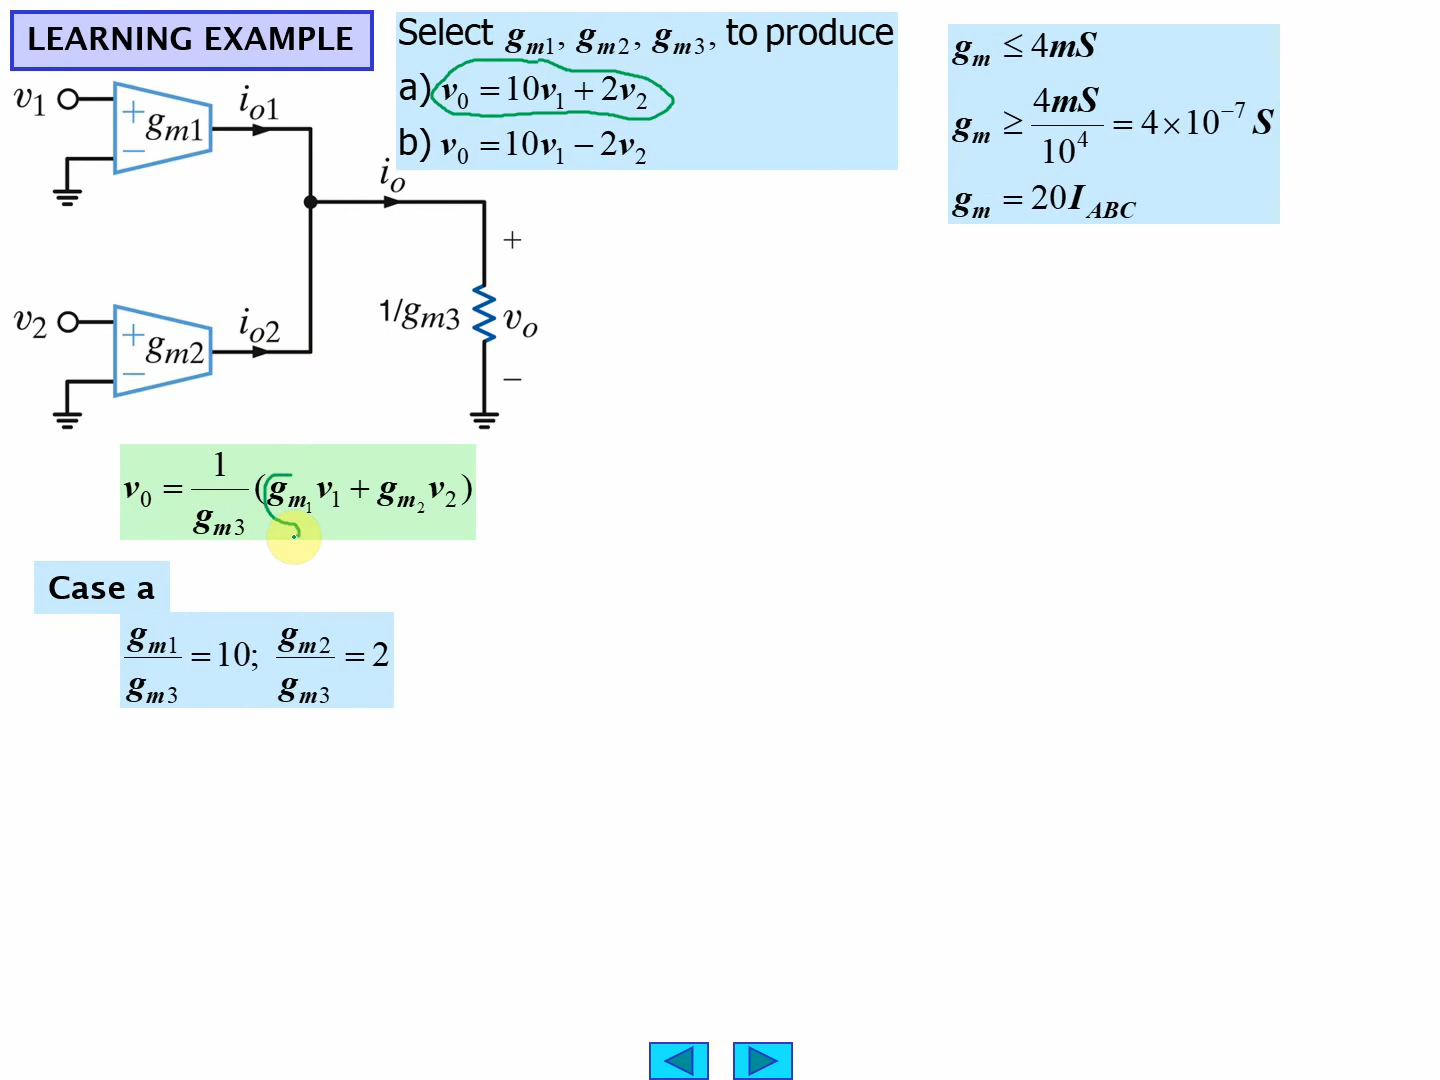 LEARNING EXAMPLE
Select g_m1, g_m2, g_m3, to produce
a) v_0 = 10v_1 + 2v_2
b) v_0 = 10v_1 − 2v_2
g_m ≤ 4mS
g_m ≥ 4mS / 10^4 = 4×10^−7 S
g_m = 20I_ABC
v_1
+
−
g_m1
i_o1
i_o
+
v_2
+
−
g_m2
i_o2
1/g_m3
v_o
−
v_0 = 1/g_m3 (g_m_1 v_1 + g_m_2 v_2)
Case a
g_m1/g_m3 = 10; g_m2/g_m3 = 2